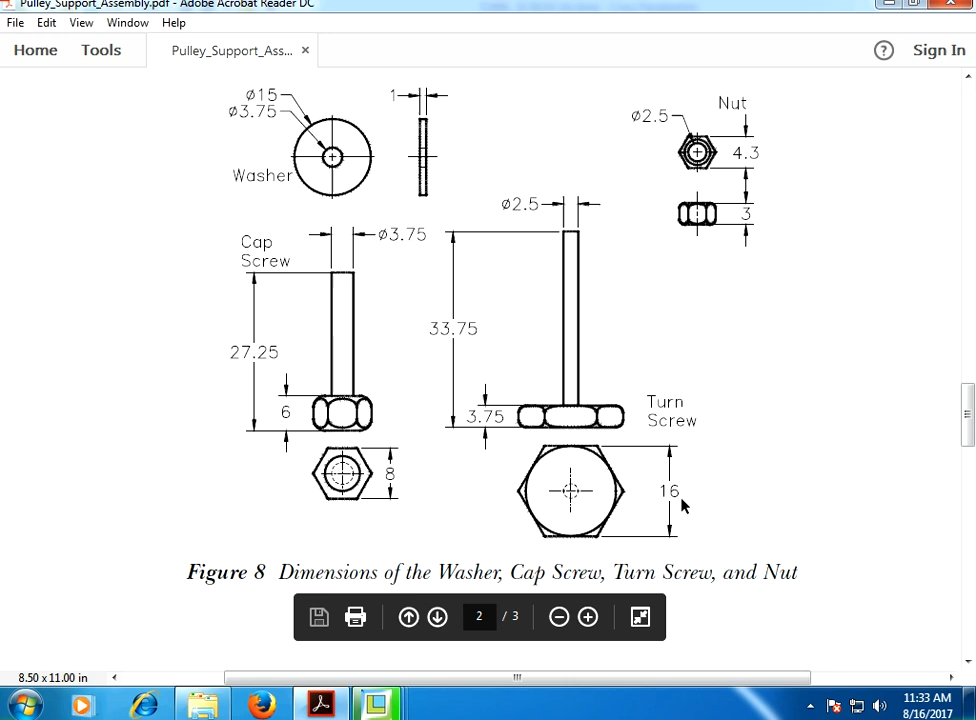 Pulley_Support_Assembly.pdf - Adobe Acrobat Reader DC
File Edit View Window Help
Home Tools Pulley_Support_Ass... × ? Sign In
ø15
ø3.75
1
Washer
Nut
ø2.5
4.3
3
ø2.5
ø3.75
Cap
Screw
33.75
27.25
6
3.75
Turn
Screw
8
16
Figure 8 Dimensions of the Washer, Cap Screw, Turn Screw, and Nut
2 / 3
8.50 x 11.00 in
11:33 AM
8/16/2017